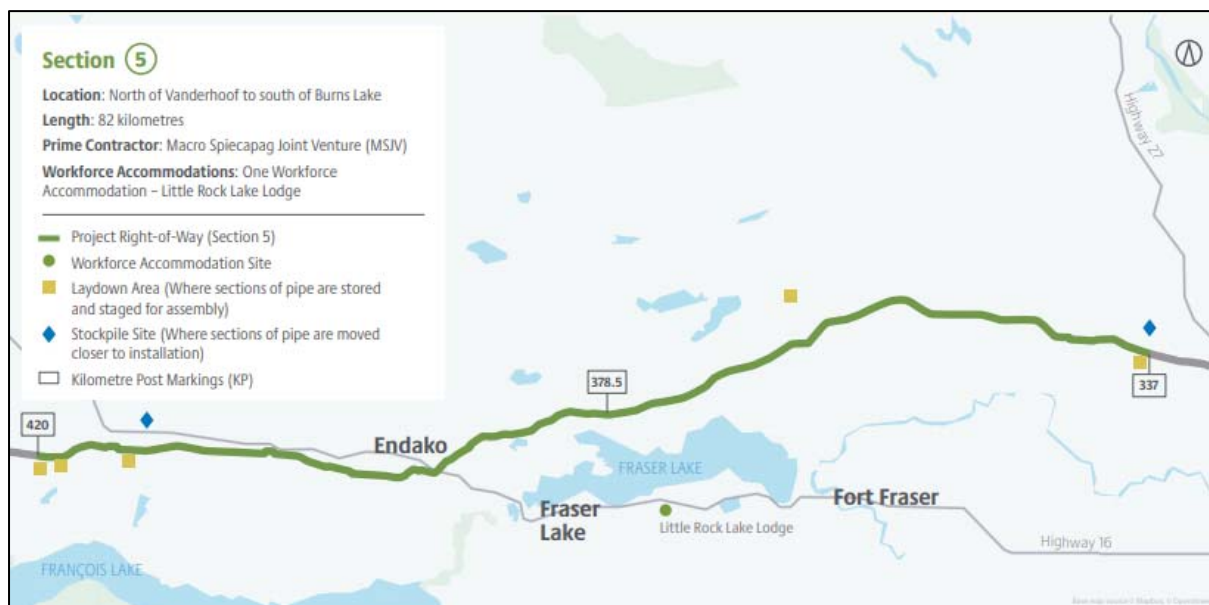 Section 5
Location: North of Vanderhoof to south of Burns Lake
Length: 82 kilometres
Prime Contractor: Macro Spiecapag Joint Venture (MSJV)
Workforce Accommodations: One Workforce
Accommodation – Little Rock Lake Lodge
Project Right-of-Way (Section 5)
Workforce Accommodation Site
Laydown Area (Where sections of pipe are stored
and staged for assembly)
Stockpile Site (Where sections of pipe are moved
closer to installation)
Kilometre Post Markings (KP)
Highway 27
337
378.5
420
Endako
FRASER LAKE
Fraser
Lake
Fort Fraser
Little Rock Lake Lodge
Highway 16
FRANÇOIS LAKE